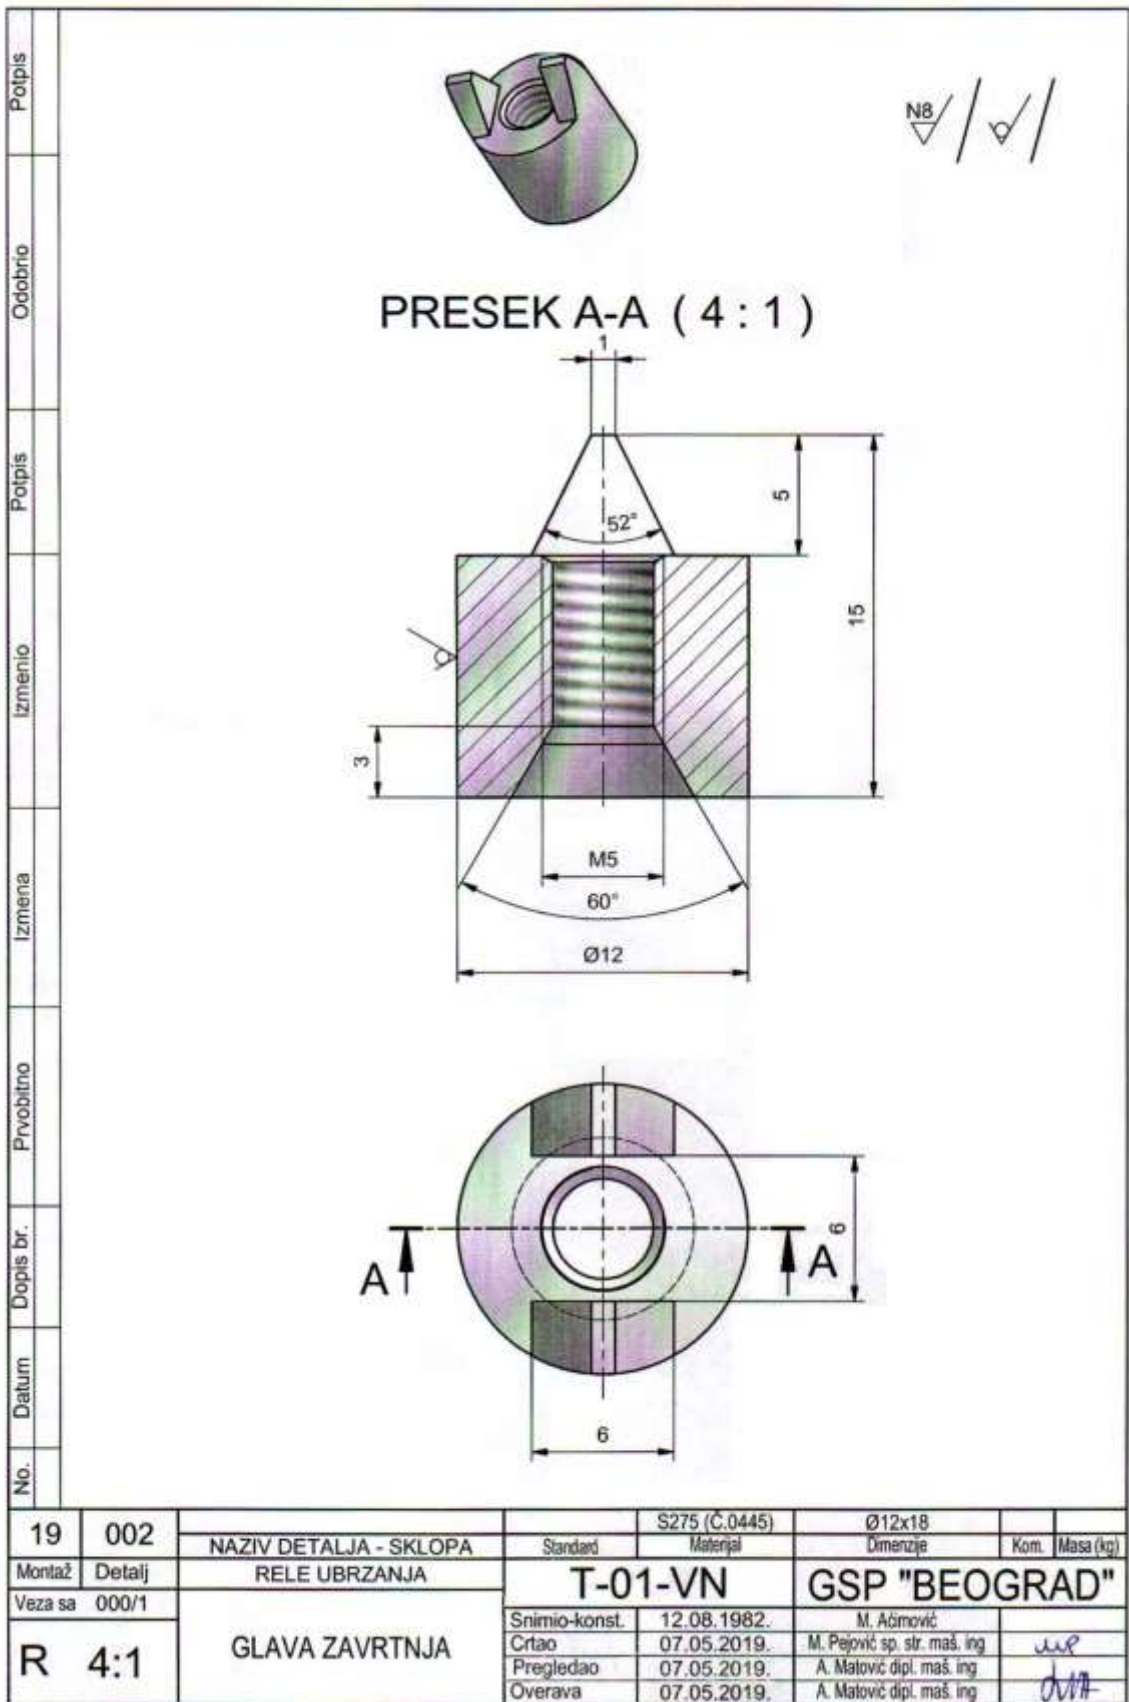 N8
PRESEK A-A ( 4 : 1 )
1
5
52°
15
3
M5
60°
Ø12
A
A
6
6
Potpis
Odobrio
Potpis
Izmenio
Izmena
Prvobitno
Dopis br.
Datum
No.
19 002
Montaž Detalj
Veza sa 000/1
R 4:1
NAZIV DETALJA - SKLOPA
RELE UBRZANJA
GLAVA ZAVRTNJA
S275 (Č.0445) Ø12x18
Standard Materijal Dimenzije Kom. Masa (kg)
T-01-VN GSP "BEOGRAD"
Snimio-konst. 12.08.1982. M. Aćimović
Crtao 07.05.2019. M. Pejović sp. str. maš. ing
Pregledao 07.05.2019. A. Matović dipl. maš. ing
Overava 07.05.2019. A. Matović dipl. maš. ing